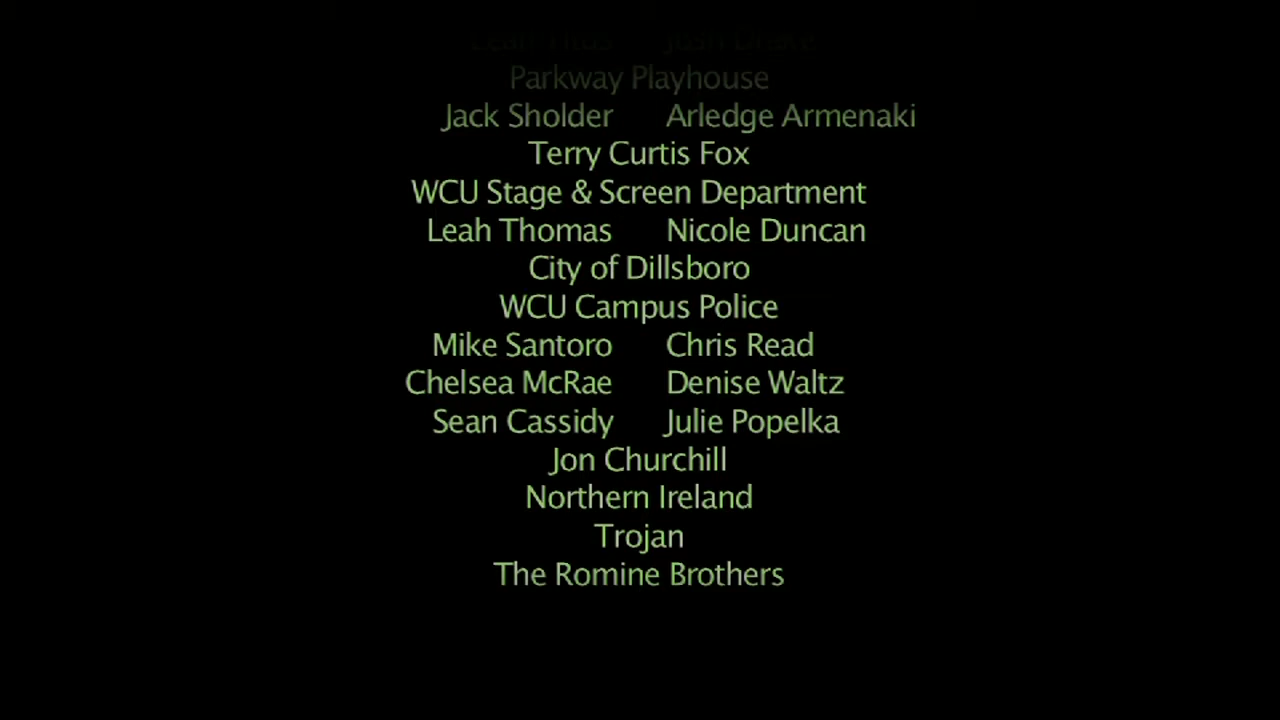 Parkway Playhouse
Jack Sholder Arledge Armenaki
Terry Curtis Fox
WCU Stage & Screen Department
Leah Thomas Nicole Duncan
City of Dillsboro
WCU Campus Police
Mike Santoro Chris Read
Chelsea McRae Denise Waltz
Sean Cassidy Julie Popelka
Jon Churchill
Northern Ireland
Trojan
The Romine Brothers